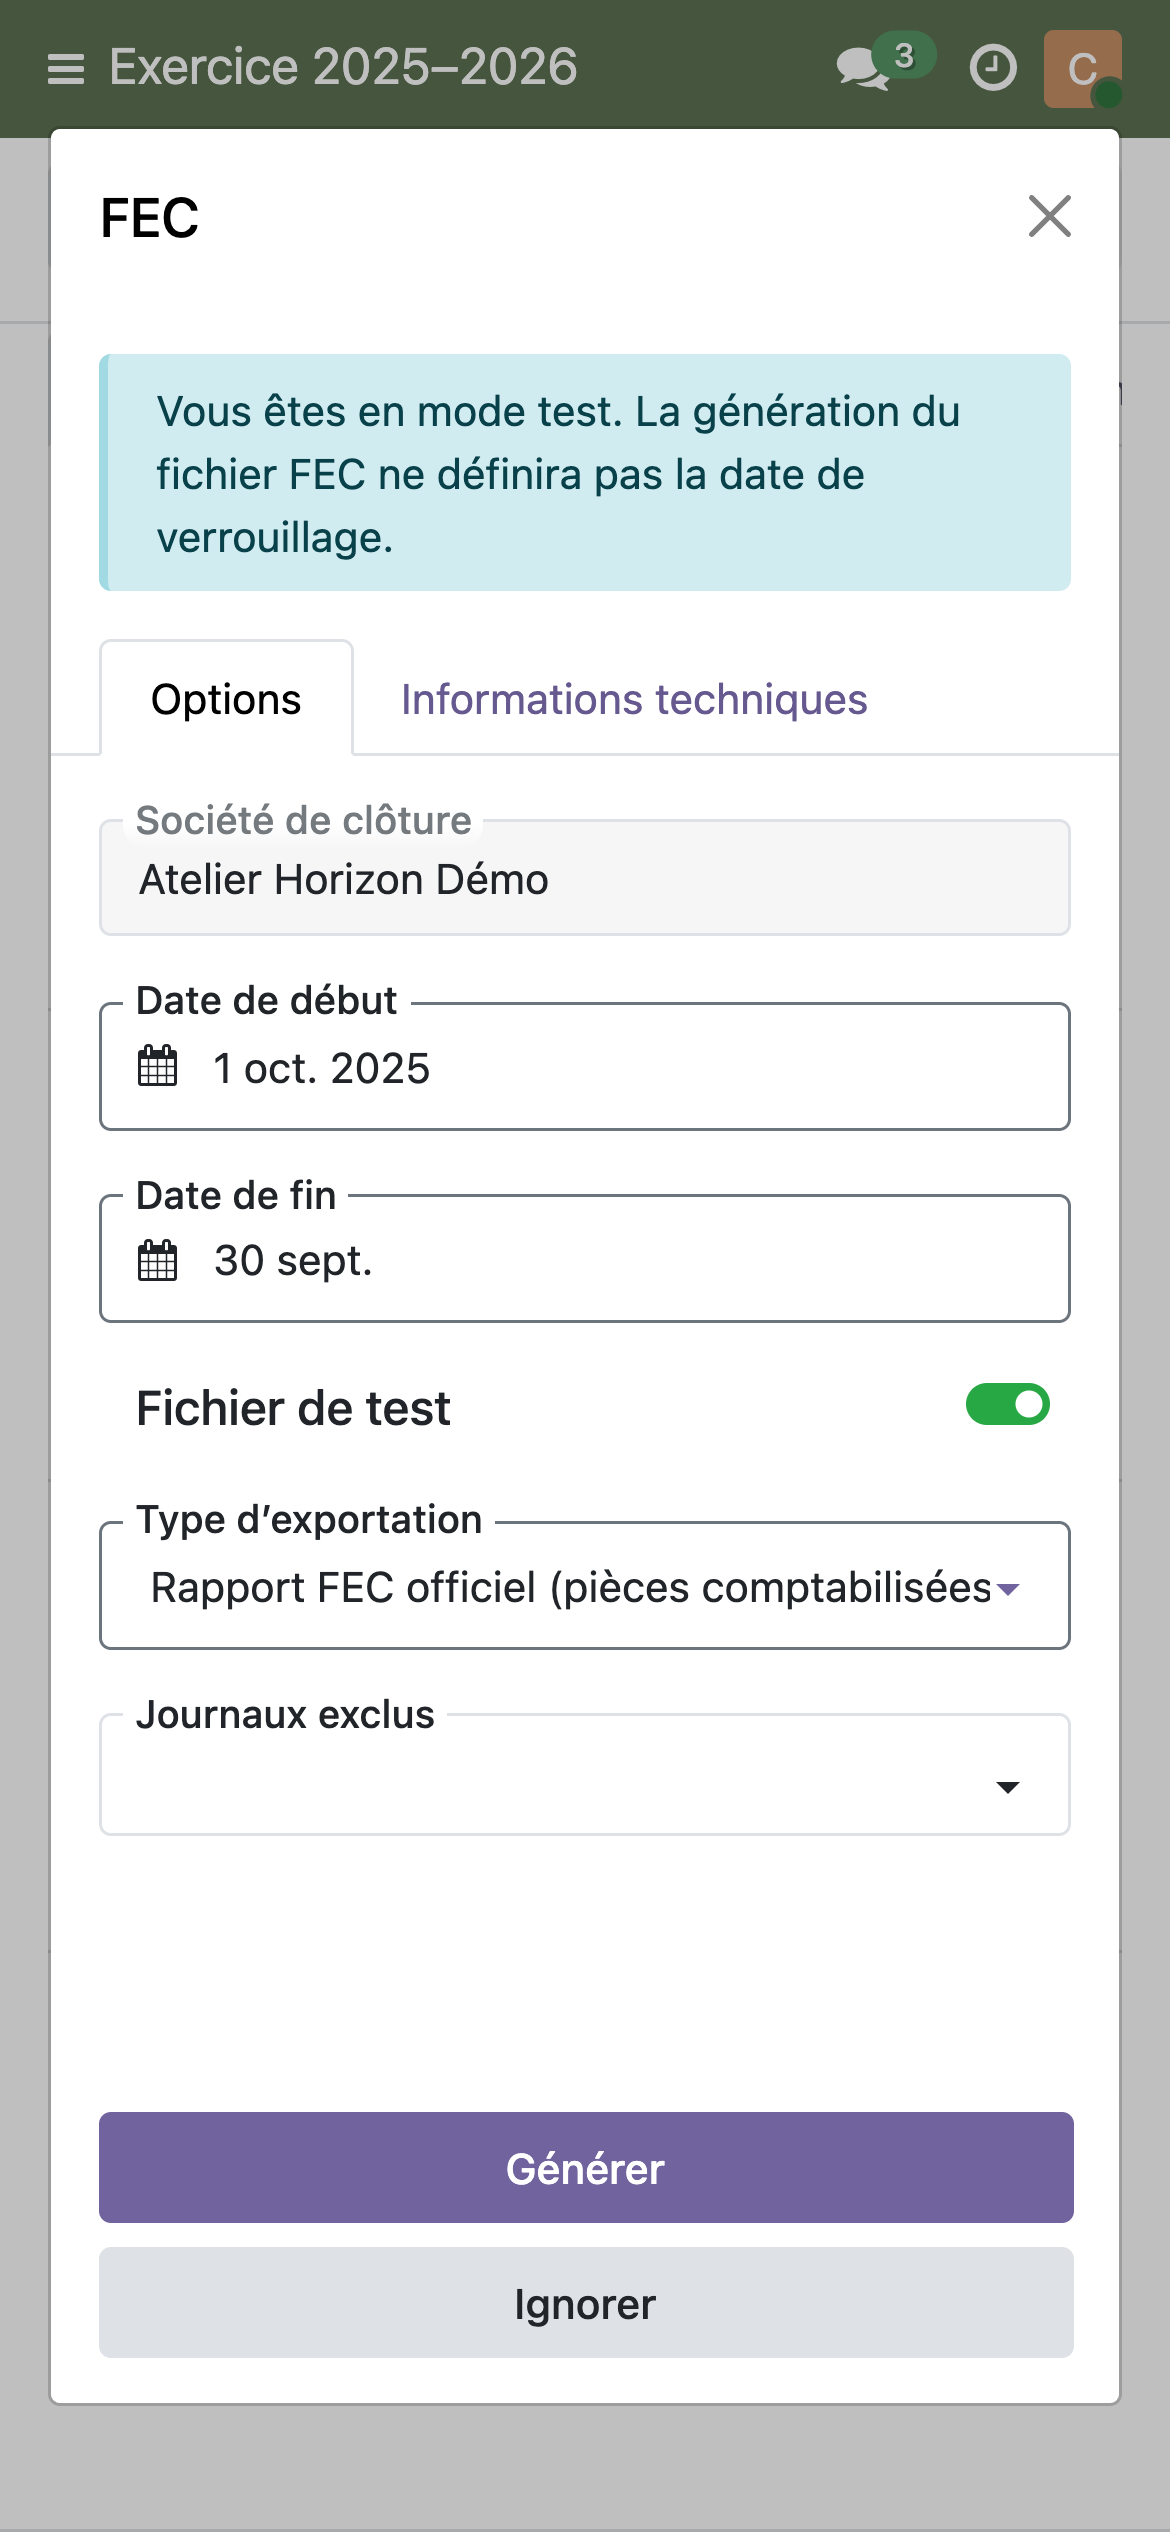 Exercice 2025–2026
3
C
FEC
Vous êtes en mode test. La génération du
fichier FEC ne définira pas la date de
verrouillage.
Options
Informations techniques
Société de clôture
Atelier Horizon Démo
Date de début
1 oct. 2025
Date de fin
30 sept.
Fichier de test
Type d’exportation
Rapport FEC officiel (pièces comptabilisées
Journaux exclus
Générer
Ignorer